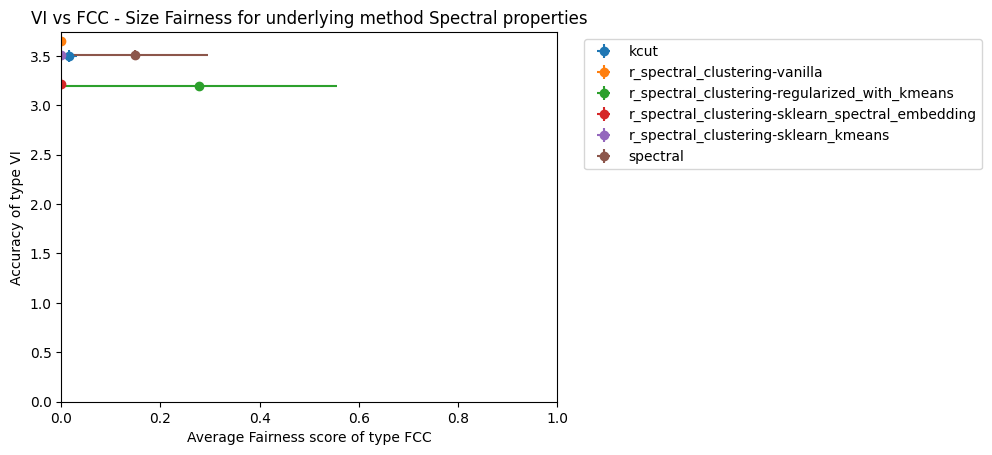 VI vs FCC - Size Fairness for underlying method Spectral properties
Accuracy of type VI
3.5
3.0
2.5
2.0
1.5
1.0
0.5
0.0
0.0
0.2
0.4
0.6
0.8
1.0
Average Fairness score of type FCC
kcut
r_spectral_clustering-vanilla
r_spectral_clustering-regularized_with_kmeans
r_spectral_clustering-sklearn_spectral_embedding
r_spectral_clustering-sklearn_kmeans
spectral